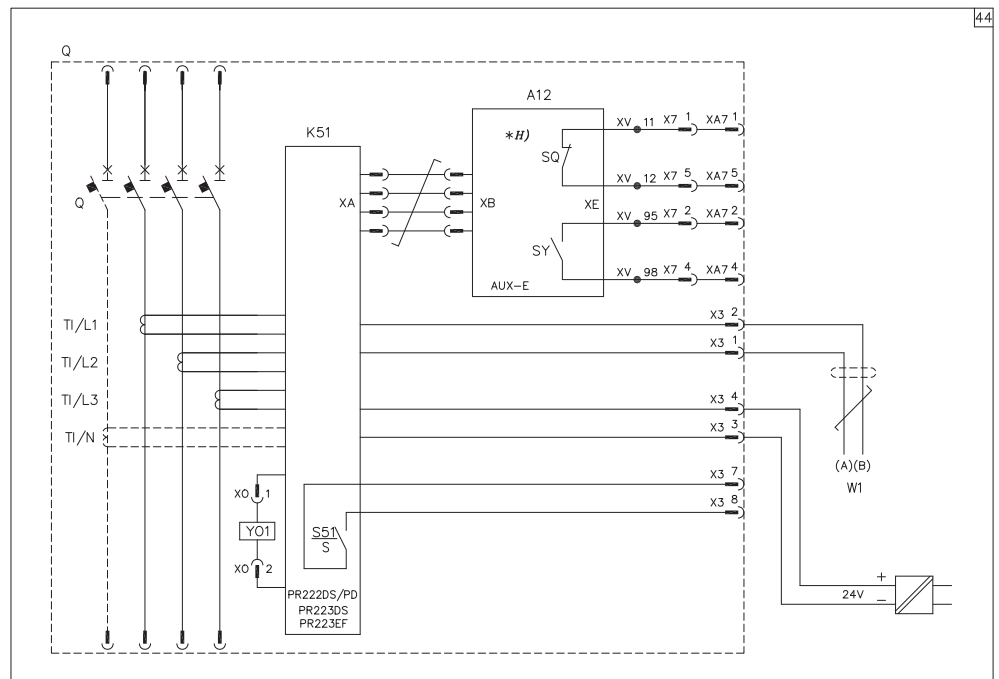 44
Q
A12
K51
*H)
XV 11 X7 1 XA7 1
SQ
XA
XB
XV 12 X7 5 XA7 5
XE
Q
XV 95 X7 2 XA7 2
SY
XV 98 X7 4 XA7 4
AUX-E
TI/L1
X3 2
X3 1
TI/L2
TI/L3
X3 4
TI/N
X3 3
(A)(B)
W1
X3 7
XO 1
X3 8
YO1
S51
S
XO 2
+
24V
–
PR222DS/PD
PR223DS
PR223EF